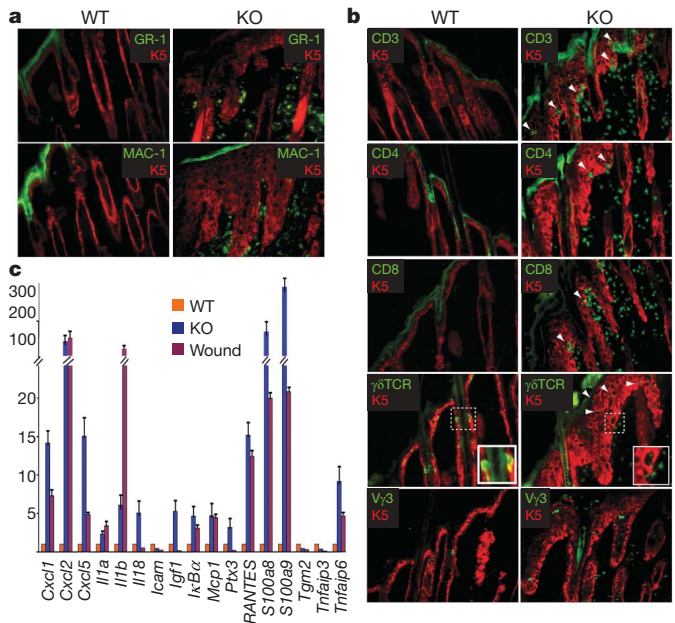 a
WT
KO
GR-1
K5
GR-1
K5
MAC-1
K5
MAC-1
K5
b
WT
KO
CD3
K5
CD3
K5
CD4
K5
CD4
K5
CD8
K5
CD8
K5
γδTCR
K5
γδTCR
K5
Vγ3
K5
Vγ3
K5
c
300
200
100
20
15
10
5
WT
KO
Wound
Cxcl1
Cxcl2
Cxcl5
Il1a
Il1b
Il18
Icam
Igf1
IκBα
Mcp1
Ptx3
RANTES
S100a8
S100a9
Tgm2
Tnfaip3
Tnfaip6